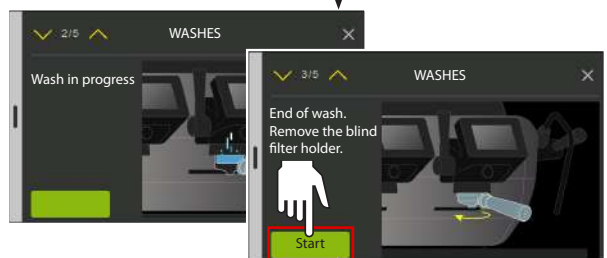 2/5 WASHES
Wash in progress
3/5 WASHES
End of wash.
Remove the blind
filter holder.
Start